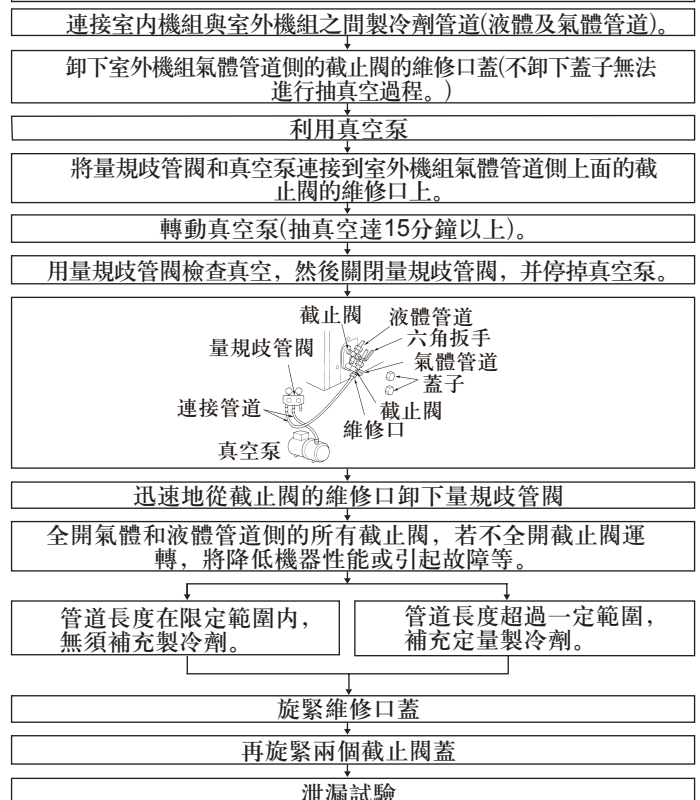 連接室内機組與室外機組之間製冷劑管道(液體及氣體管道)。
卸下室外機組氣體管道側的截止閥的維修口蓋(不卸下蓋子無法
進行抽真空過程。)
利用真空泵
將量規歧管閥和真空泵連接到室外機組氣體管道側上面的截
止閥的維修口上。
轉動真空泵(抽真空達15分鐘以上)。
用量規歧管閥檢查真空，然後關閉量規歧管閥，并停掉真空泵。
截止閥
液體管道
六角扳手
量規歧管閥
氣體管道
蓋子
連接管道
截止閥
維修口
真空泵
迅速地從截止閥的維修口卸下量規歧管閥
全開氣體和液體管道側的所有截止閥，若不全開截止閥運
轉，將降低機器性能或引起故障等。
管道長度在限定範圍内，
無須補充製冷劑。
管道長度超過一定範圍，
補充定量製冷劑。
旋緊維修口蓋
再旋緊兩個截止閥蓋
泄漏試驗